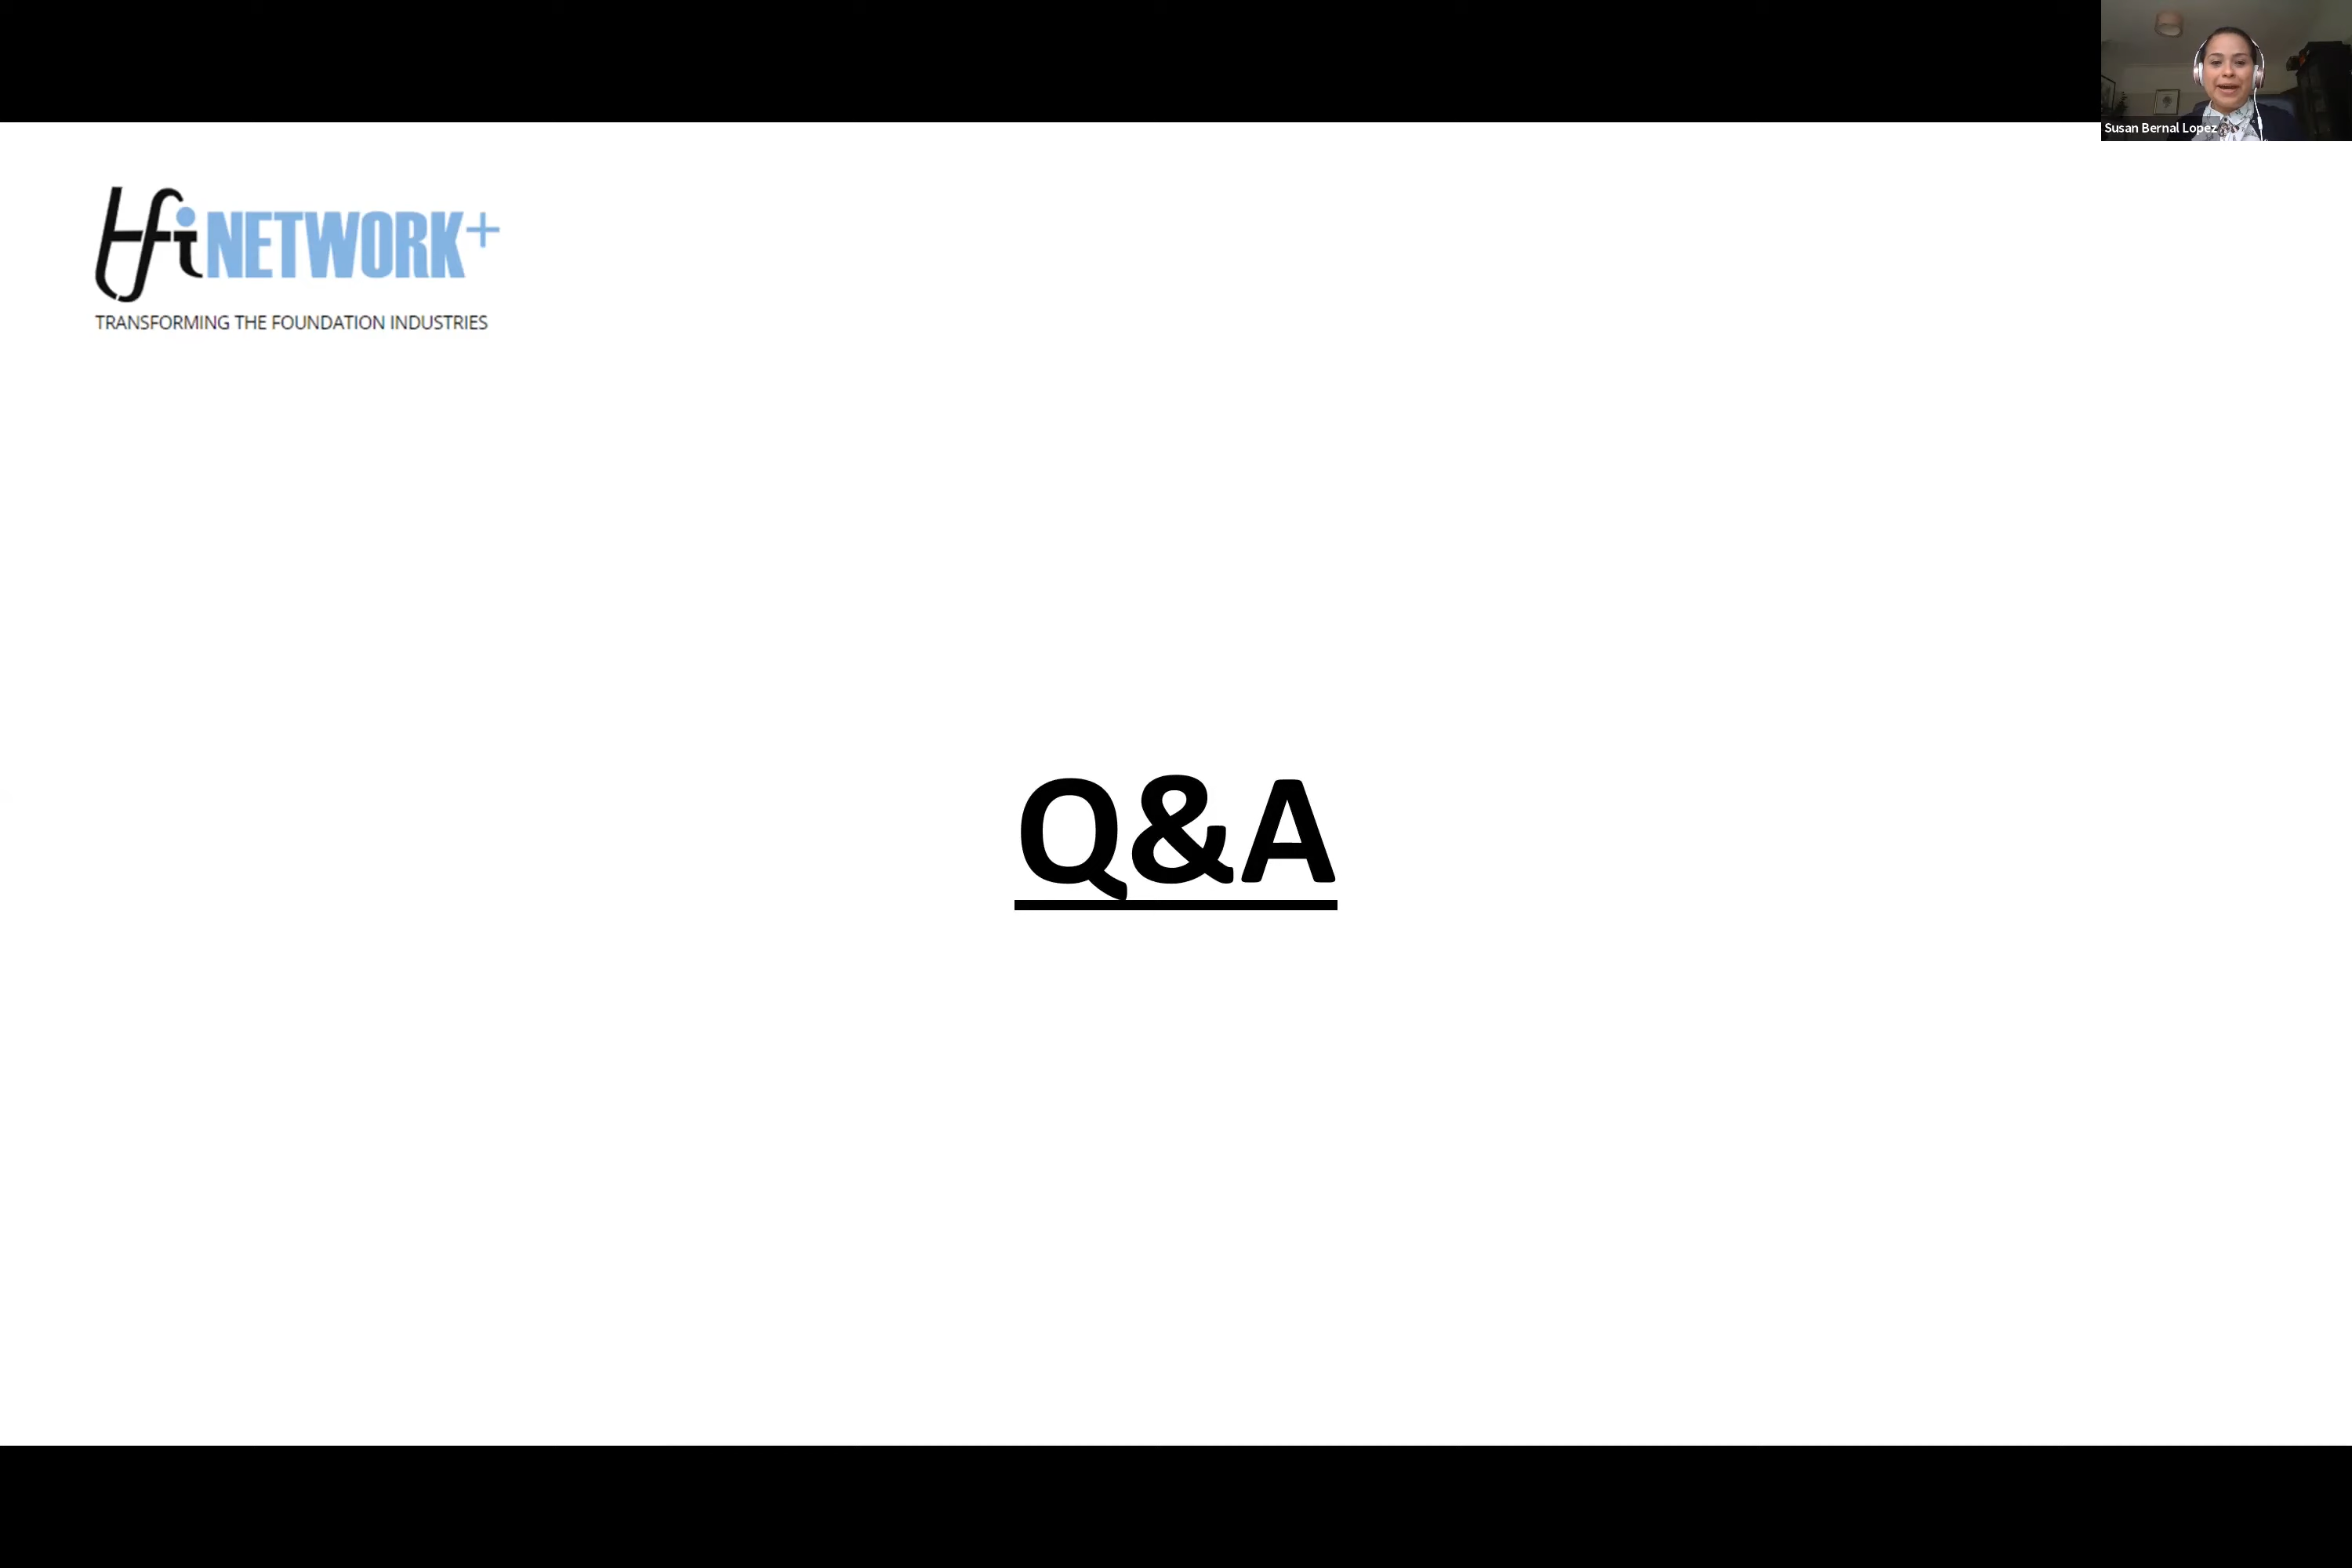 Susan Bernal Lopez
tfi NETWORK+
TRANSFORMING THE FOUNDATION INDUSTRIES
Q&A